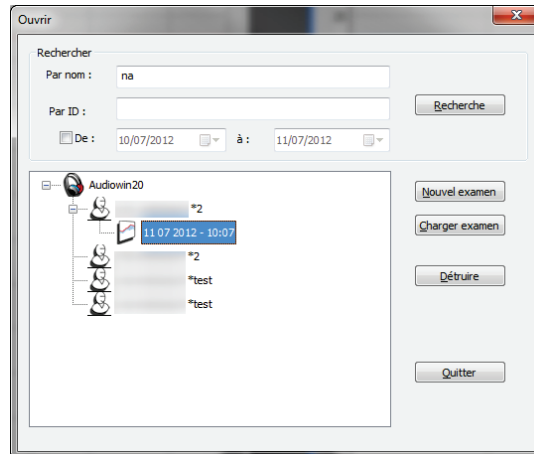 Ouvrir
Rechercher
Par nom : na
Par ID :
Recherche
De : 10/07/2012 à : 11/07/2012
Audiowin20
*2
11 07 2012 - 10:07
*2
*test
*test
Nouvel examen
Charger examen
Détruire
Quitter